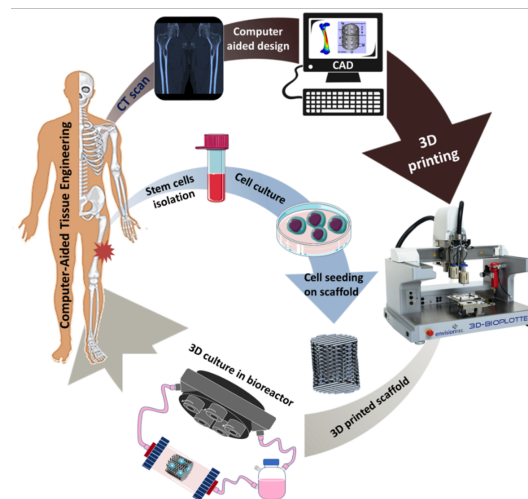 Computer
aided design
CT scan
CAD
3D
printing
Computer-Aided Tissue Engineering
Stem cells
isolation
Cell culture
Cell seeding
on scaffold
envisiontec
3D-BIOPLOTTE
3D culture in bioreactor
3D printed scaffold